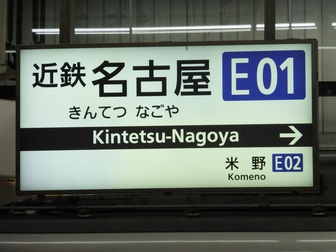 近鉄名古屋 E01
きんてつ なごや
Kintetsu-Nagoya →
米野 E02
Komeno